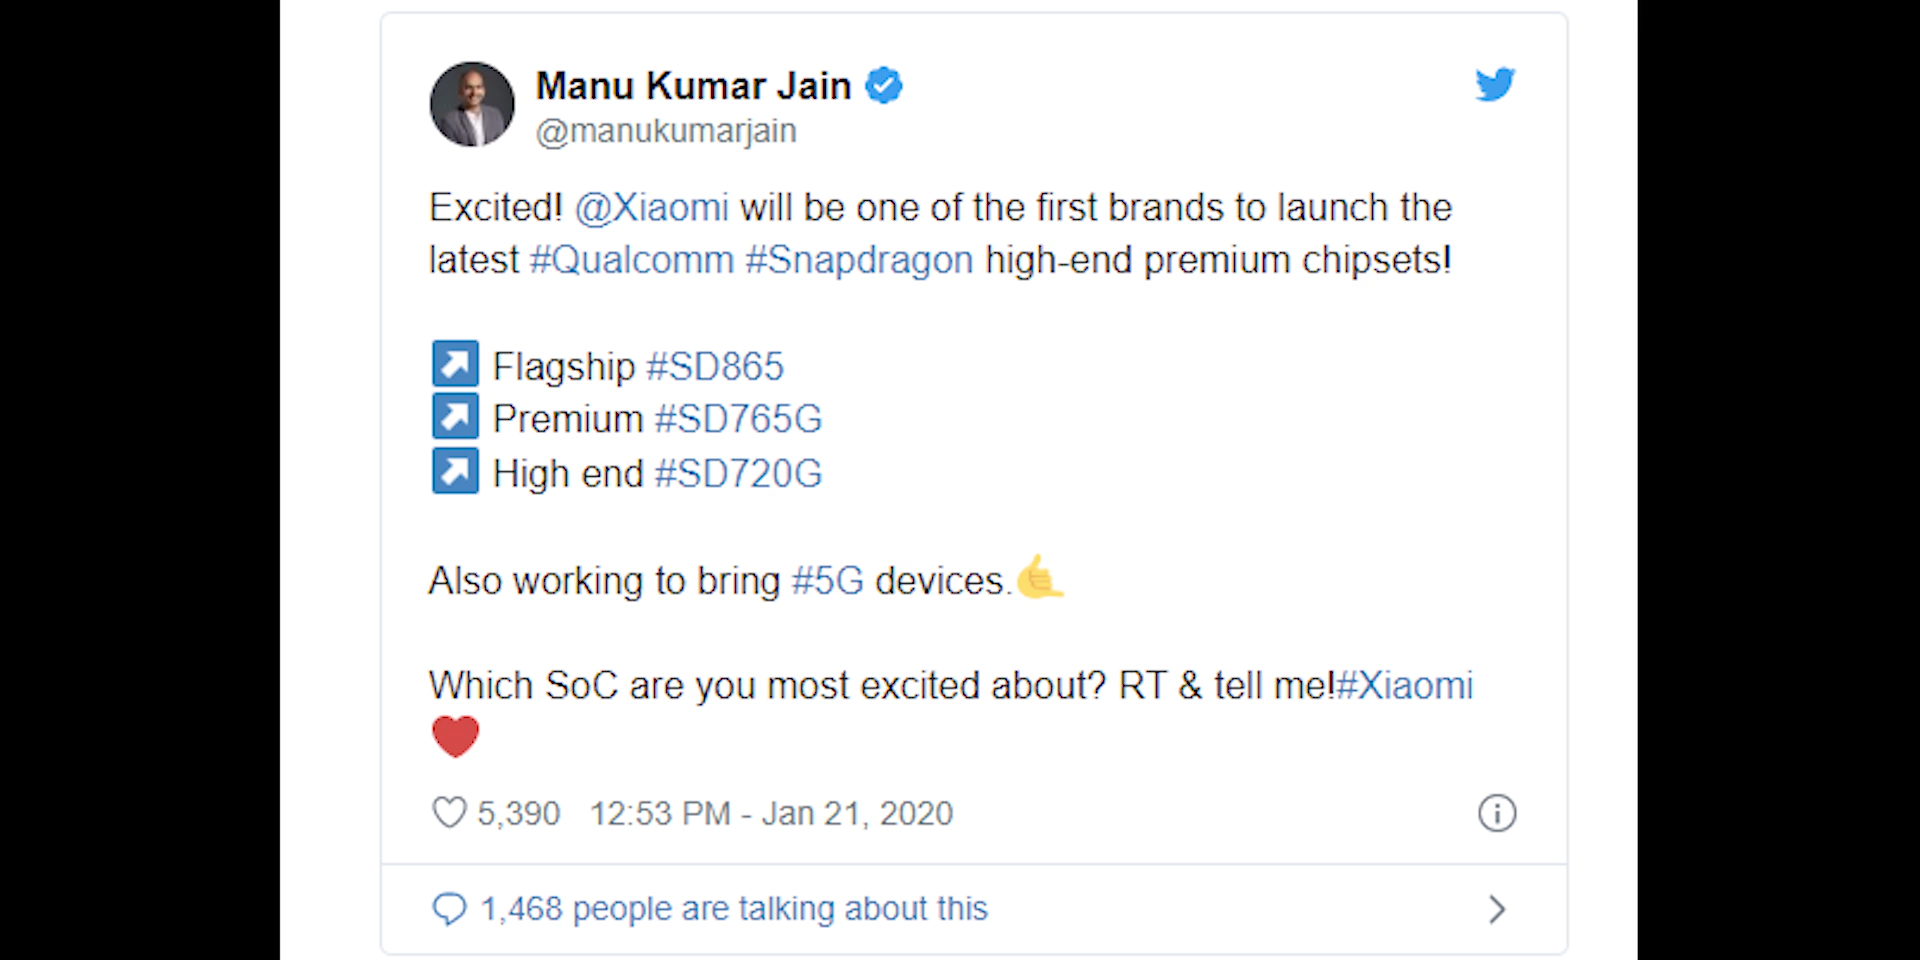 Manu Kumar Jain
@manukumarjain
Excited! @Xiaomi will be one of the first brands to launch the
latest #Qualcomm #Snapdragon high-end premium chipsets!
Flagship #SD865
Premium #SD765G
High end #SD720G
Also working to bring #5G devices.🤙
Which SoC are you most excited about? RT & tell me!#Xiaomi
❤
5,390 12:53 PM - Jan 21, 2020
1,468 people are talking about this